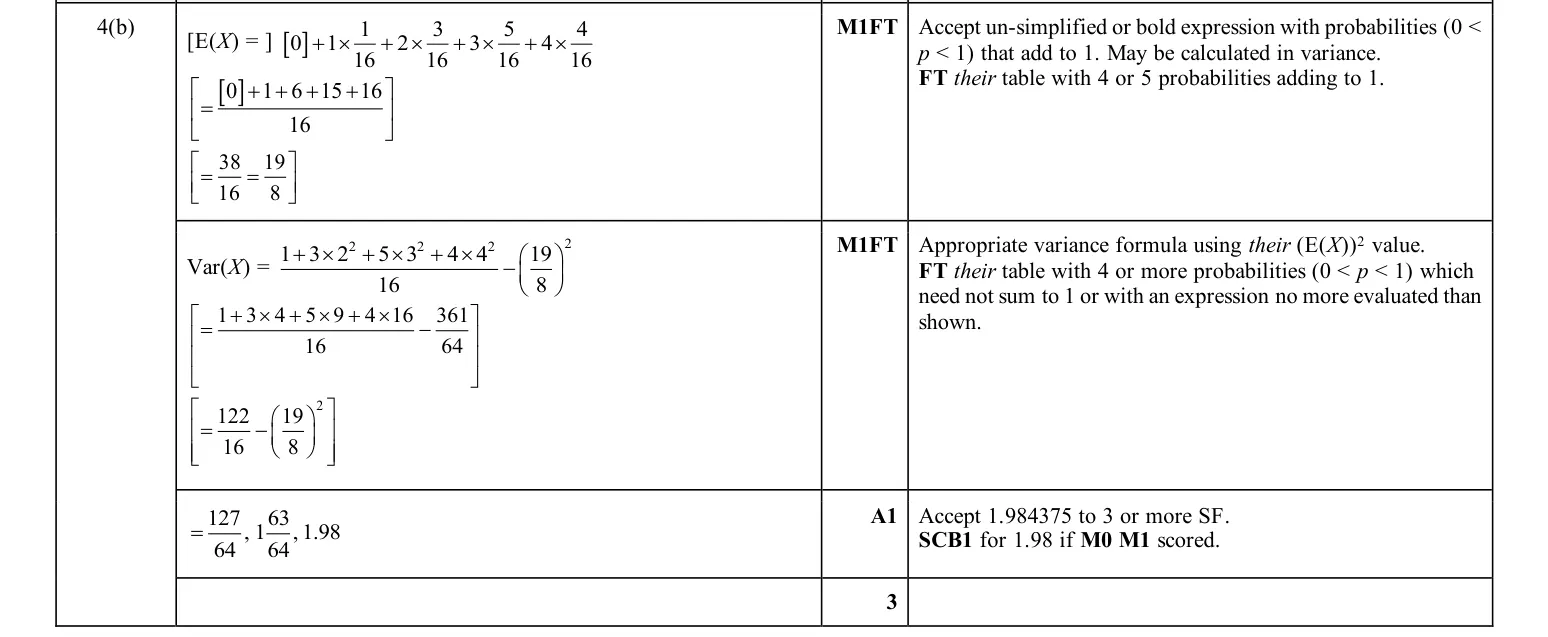 4(b)
[E(X) = ] [0] + 1 × 1/16 + 2 × 3/16 + 3 × 5/16 + 4 × 4/16
[= ([0] + 1 + 6 + 15 + 16)/16]
[= 38/16 = 19/8]
M1FT
Accept un-simplified or bold expression with probabilities (0 <
p < 1) that add to 1. May be calculated in variance.
FT their table with 4 or 5 probabilities adding to 1.
Var(X) = (1 + 3 × 2² + 5 × 3² + 4 × 4²)/16 − (19/8)²
[= (1 + 3 × 4 + 5 × 9 + 4 × 16)/16 − 361/64]
[= 122/16 − (19/8)²]
M1FT
Appropriate variance formula using their (E(X))² value.
FT their table with 4 or more probabilities (0 < p < 1) which
need not sum to 1 or with an expression no more evaluated than
shown.
= 127/64, 1 63/64, 1.98
A1
Accept 1.984375 to 3 or more SF.
SCB1 for 1.98 if M0 M1 scored.
3